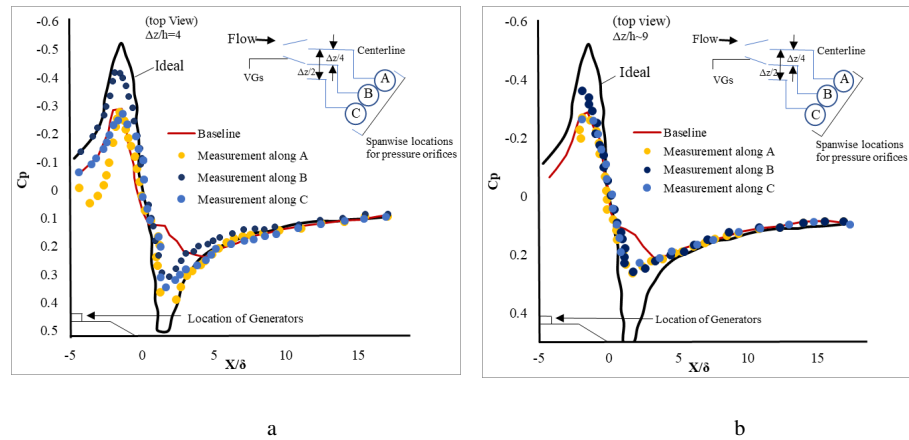 (top View)
Δz/h=4
Flow
VGs
Δz/2
Δz/4
Centerline
A
B
C
Spanwise locations
for pressure orifices
Ideal
Baseline
Measurement along A
Measurement along B
Measurement along C
Location of Generators
Cp
-0.6
-0.5
-0.4
-0.3
-0.2
-0.1
0
0.1
0.2
0.3
0.4
0.5
-5
0
5
10
15
X/δ
a
(top view)
Δz/h~9
Flow
VGs
Δz/2
Δz/4
Centerline
A
B
C
Spanwise locations
for pressure orifices
Ideal
Baseline
Measurement along A
Measurement along B
Measurement along C
Location of Generators
Cp
-0.6
-0.4
-0.2
0
0.2
0.4
-5
0
5
10
15
X/δ
b